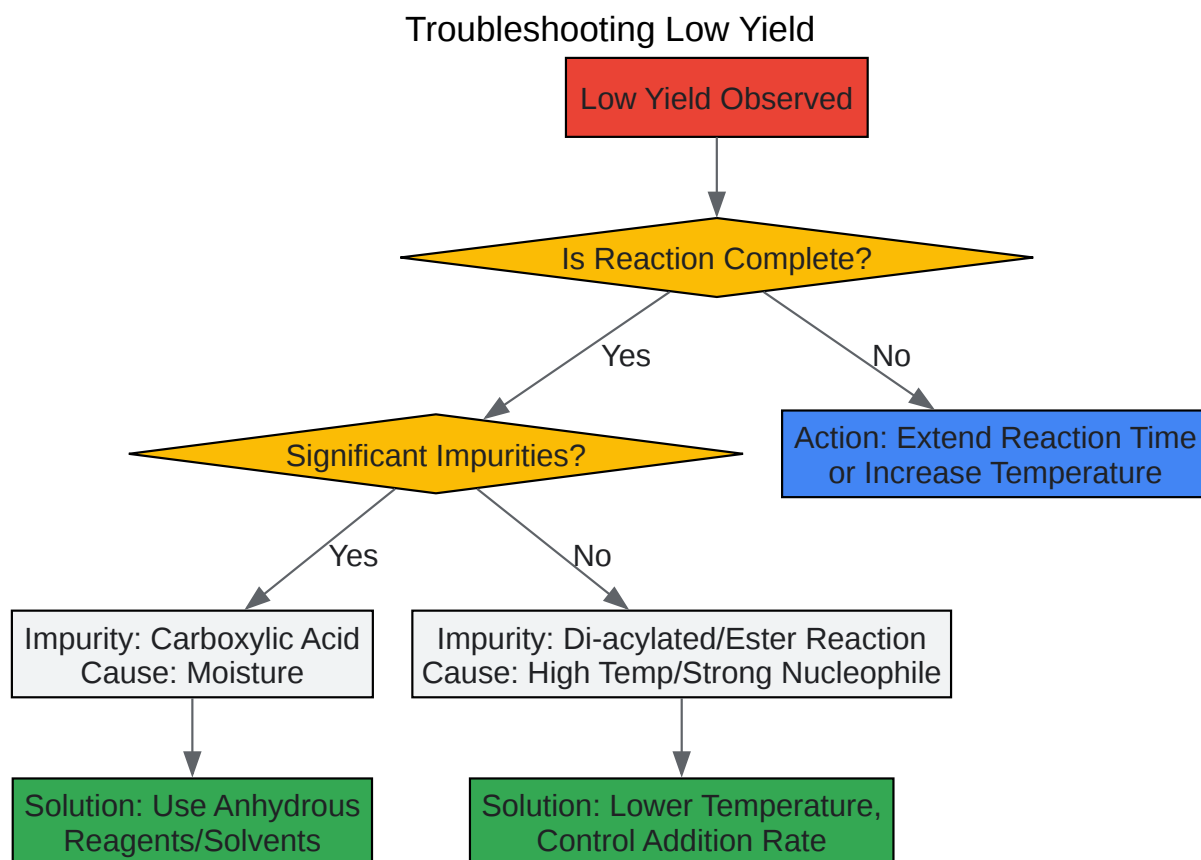 Troubleshooting Low Yield
Low Yield Observed
Is Reaction Complete?
Yes
No
Significant Impurities?
Action: Extend Reaction Time
or Increase Temperature
Yes
No
Impurity: Carboxylic Acid
Cause: Moisture
Impurity: Di-acylated/Ester Reaction
Cause: High Temp/Strong Nucleophile
Solution: Use Anhydrous
Reagents/Solvents
Solution: Lower Temperature,
Control Addition Rate